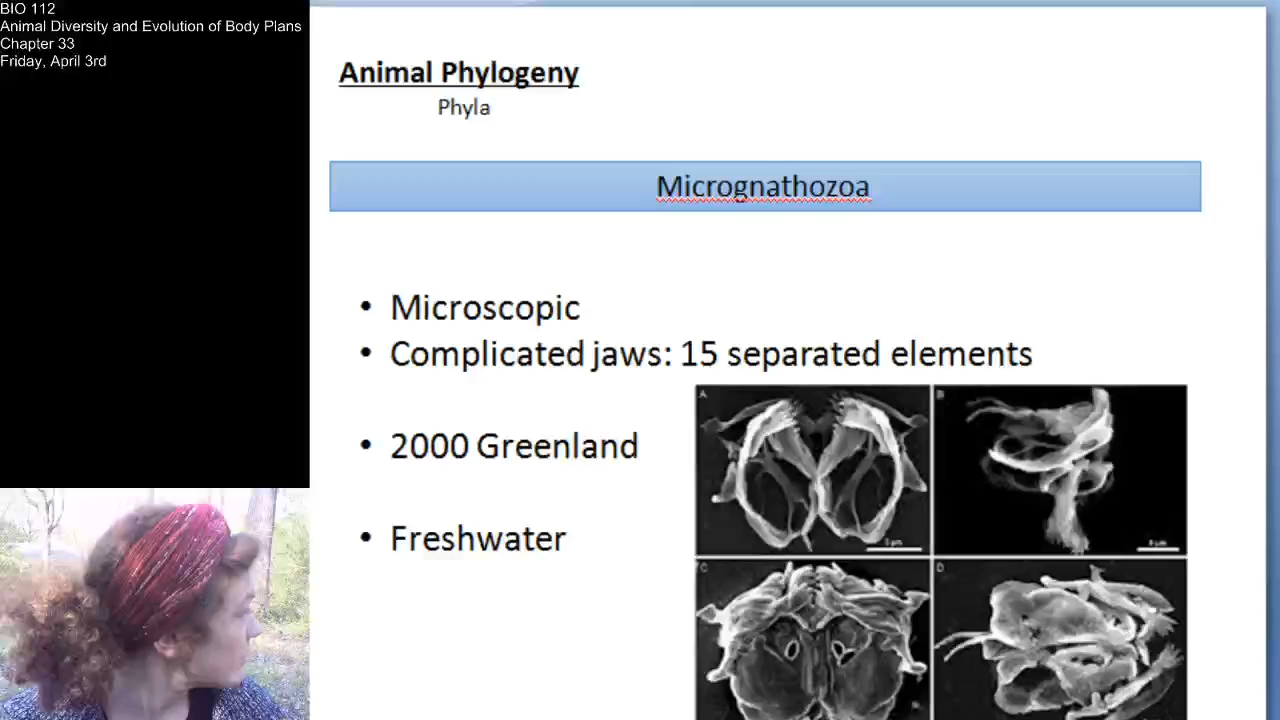 BIO 112
Animal Diversity and Evolution of Body Plans
Chapter 33
Friday, April 3rd
Animal Phylogeny
Phyla
Micrognathozoa
• Microscopic
• Complicated jaws: 15 separated elements
• 2000 Greenland
• Freshwater
A
B
C
D